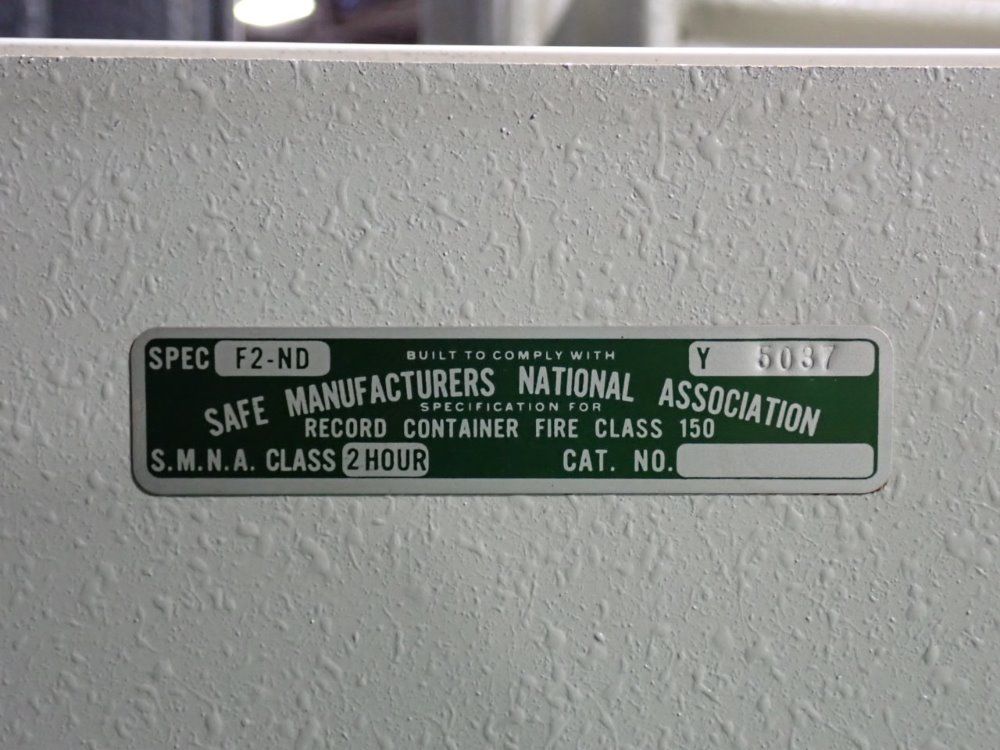 SPEC F2-ND BUILT TO COMPLY WITH Y 5037
SAFE MANUFACTURERS NATIONAL ASSOCIATION
SPECIFICATION FOR
RECORD CONTAINER FIRE CLASS 150
S.M.N.A. CLASS 2 HOUR CAT. NO.